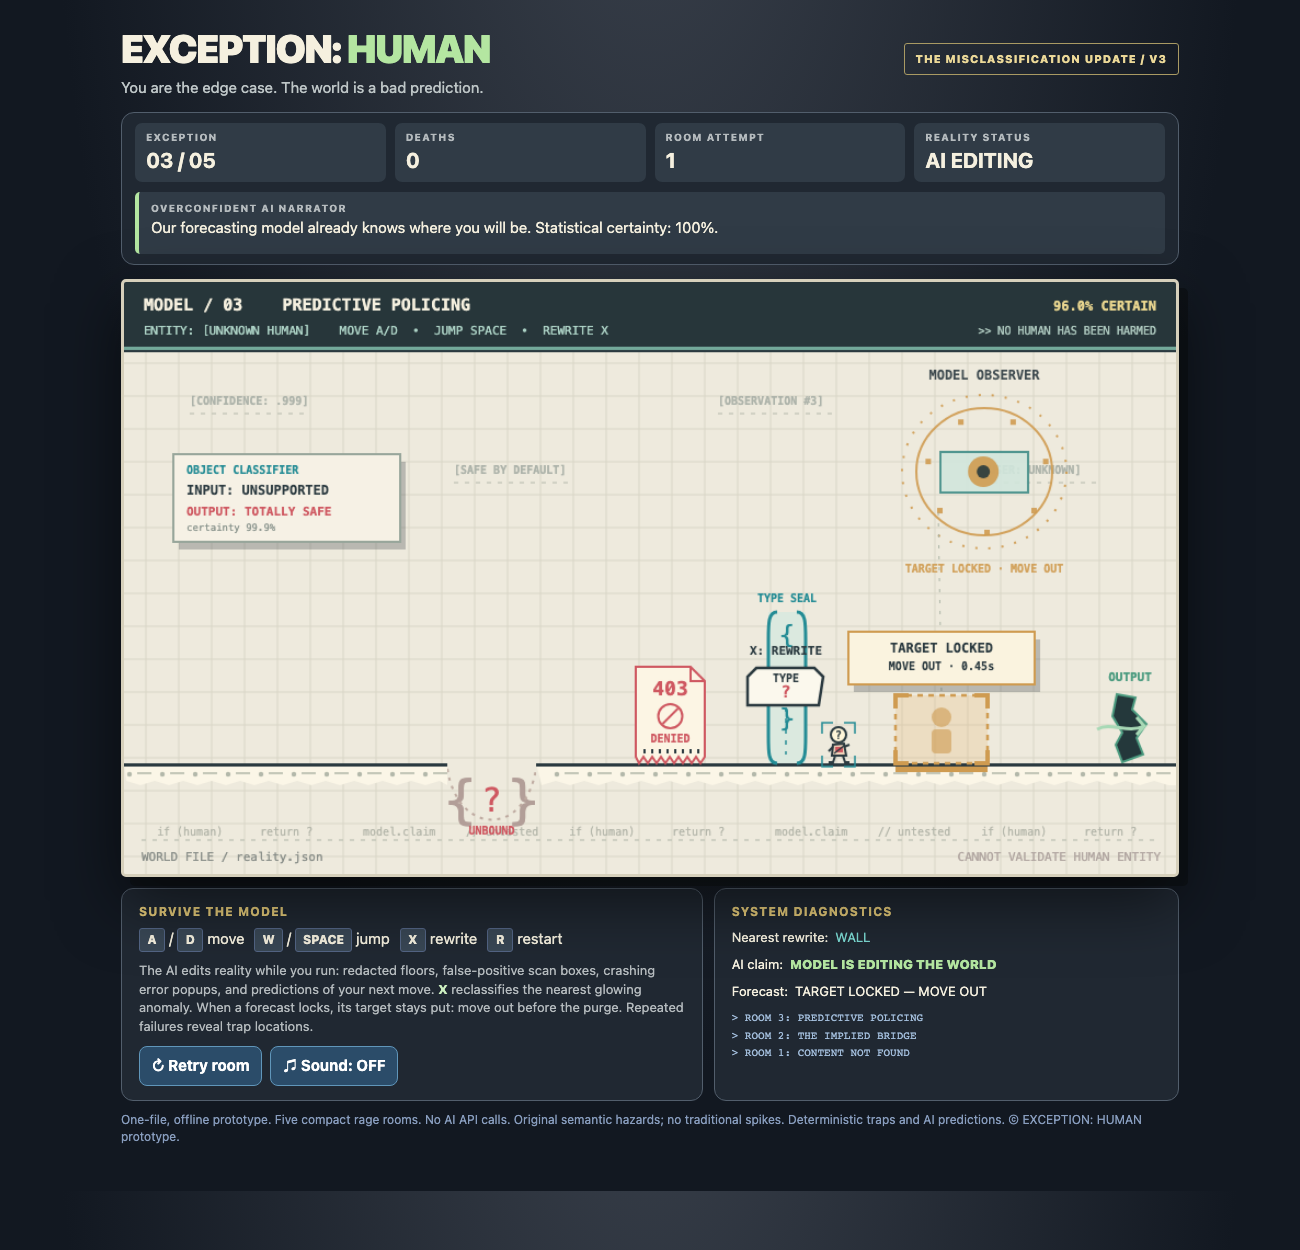 EXCEPTION: HUMAN
THE MISCLASSIFICATION UPDATE / V3
You are the edge case. The world is a bad prediction.
EXCEPTION
03 / 05
DEATHS
0
ROOM ATTEMPT
1
REALITY STATUS
AI EDITING
OVERCONFIDENT AI NARRATOR
Our forecasting model already knows where you will be. Statistical certainty: 100%.
MODEL / 03 PREDICTIVE POLICING
96.0% CERTAIN
ENTITY: [UNKNOWN HUMAN] MOVE A/D • JUMP SPACE • REWRITE X
>> NO HUMAN HAS BEEN HARMED
MODEL OBSERVER
[CONFIDENCE: .999]
[OBSERVATION #3]
OBJECT CLASSIFIER
INPUT: UNSUPPORTED
OUTPUT: TOTALLY SAFE
certainty 99.9%
[SAFE BY DEFAULT]
UNKNOWN]
TARGET LOCKED · MOVE OUT
TYPE SEAL
{
X: REWRITE
TYPE
?
}
403
DENIED
?
TARGET LOCKED
MOVE OUT · 0.45s
OUTPUT
{ ? }
UNBOUND
if (human) return ? model.claim sted if (human) return ? model.claim // untested if (human) return ?
WORLD FILE / reality.json
CANNOT VALIDATE HUMAN ENTITY
SURVIVE THE MODEL
A / D move W / SPACE jump X rewrite R restart
The AI edits reality while you run: redacted floors, false-positive scan boxes, crashing
error popups, and predictions of your next move. X reclassifies the nearest glowing
anomaly. When a forecast locks, its target stays put: move out before the purge. Repeated
failures reveal trap locations.
↻ Retry room
♫ Sound: OFF
SYSTEM DIAGNOSTICS
Nearest rewrite: WALL
AI claim: MODEL IS EDITING THE WORLD
Forecast: TARGET LOCKED — MOVE OUT
> ROOM 3: PREDICTIVE POLICING
> ROOM 2: THE IMPLIED BRIDGE
> ROOM 1: CONTENT NOT FOUND
One-file, offline prototype. Five compact rage rooms. No AI API calls. Original semantic hazards; no traditional spikes. Deterministic traps and AI predictions. © EXCEPTION: HUMAN
prototype.